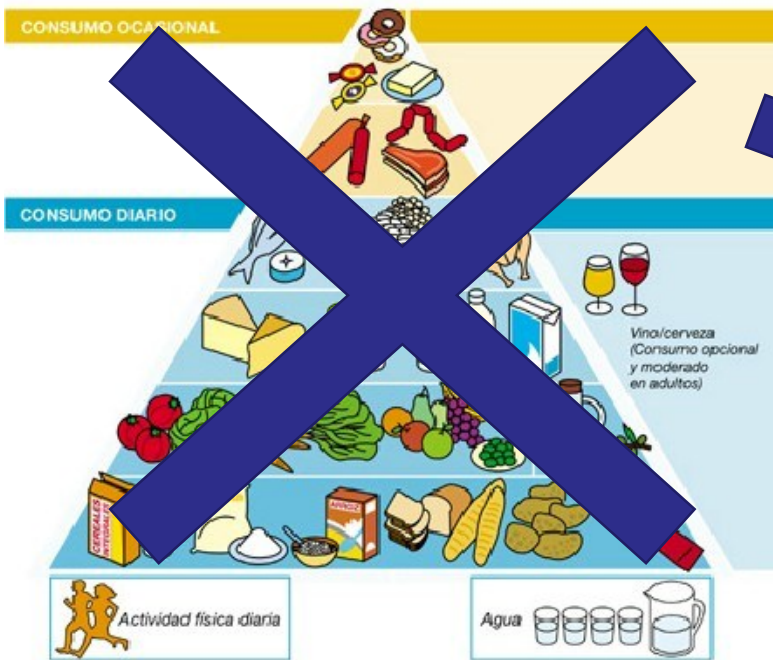 CONSUMO OCASIONAL
CONSUMO DIARIO
Vino/cerveza
(Consumo opcional
y moderado
en adultos)
CEREALES
INTEGRALES
ARROZ
Actividad física diaria
Agua